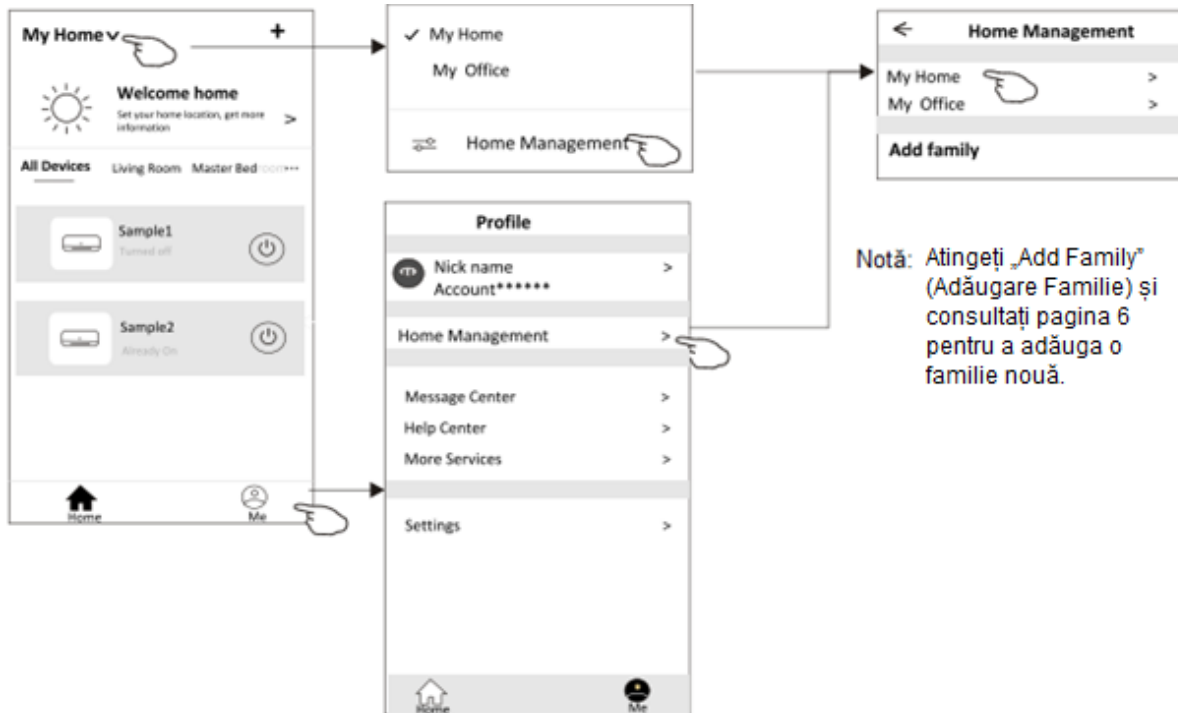 My Home
+
Welcome home
Set your home location, get more
information
>
All Devices Living Room Master Bedroom•••
Sample1
Turned off
Sample2
Already On
Home
Me
✓ My Home
My Office
Home Management
Profile
Nick name >
Account******
Home Management >
Message Center >
Help Center >
More Services >
Settings >
Home
Me
← Home Management
My Home >
My Office >
Add family
Notă: Atingeți „Add Family”
(Adăugare Familie) și
consultați pagina 6
pentru a adăuga o
familie nouă.